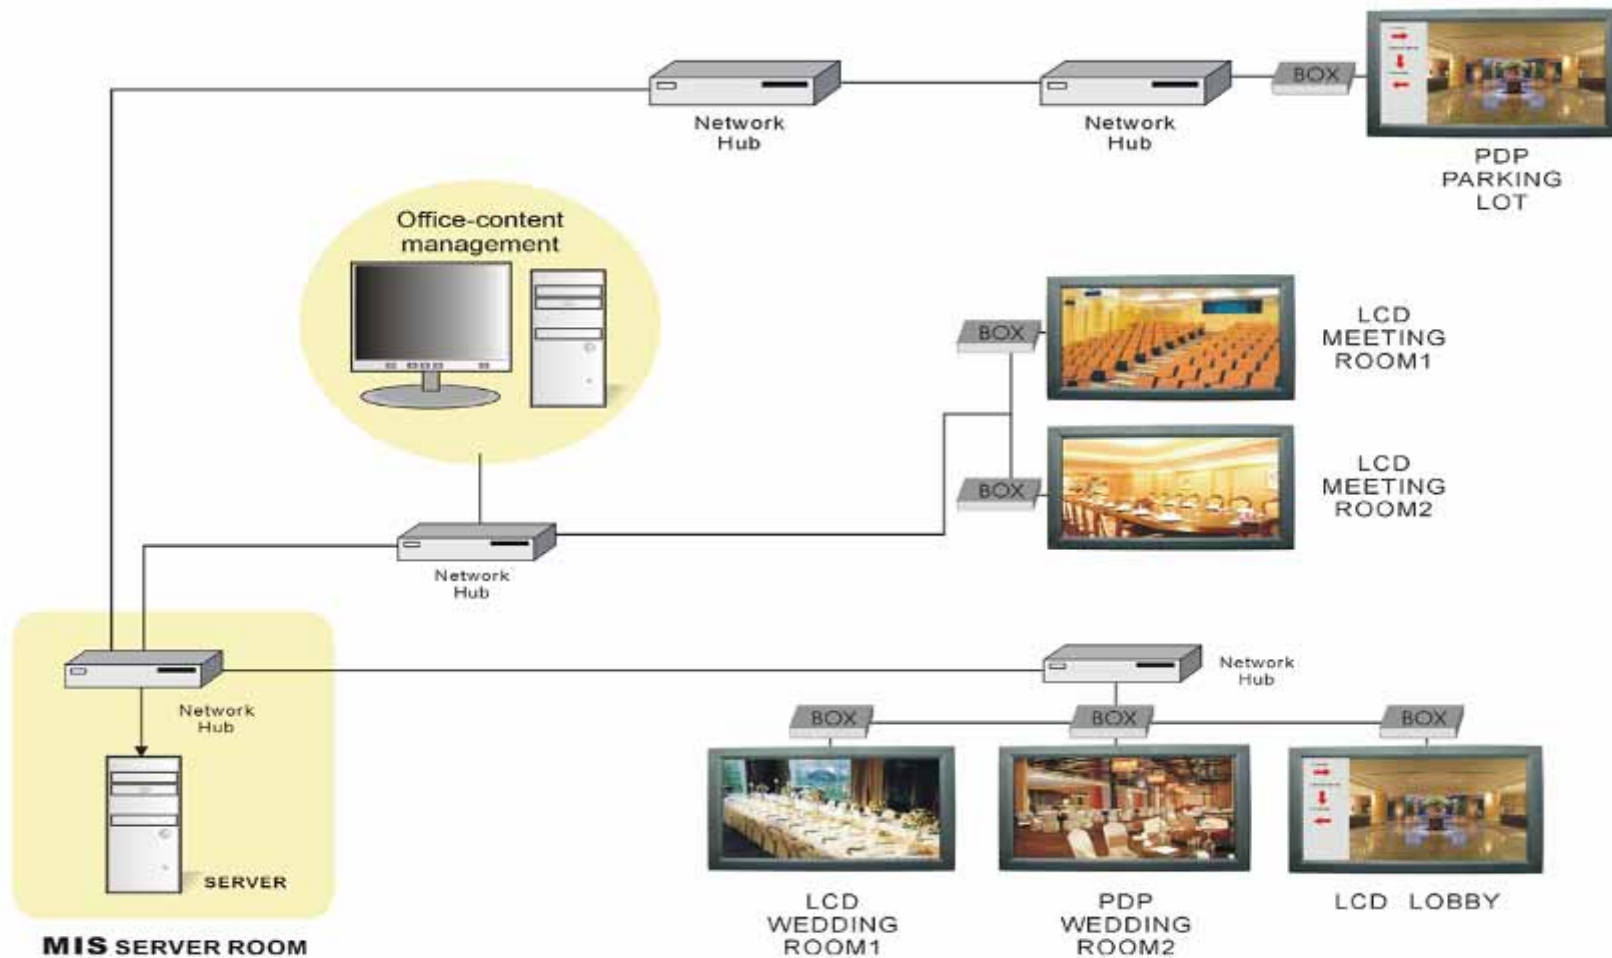 BOX
Network
Hub
Network
Hub
PDP
PARKING
LOT
Office-content
management
BOX
LCD
MEETING
ROOM1
BOX
LCD
MEETING
ROOM2
Network
Hub
Network
Hub
Network
Hub
BOX
BOX
BOX
SERVER
MIS SERVER ROOM
LCD
WEDDING
ROOM1
PDP
WEDDING
ROOM2
LCD LOBBY